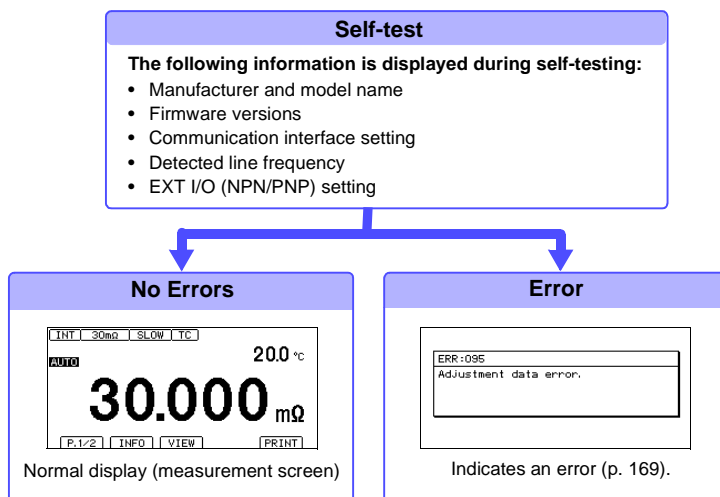 Self-test
The following information is displayed during self-testing:
• Manufacturer and model name
• Firmware versions
• Communication interface setting
• Detected line frequency
• EXT I/O (NPN/PNP) setting
No Errors
INT 30mΩ SLOW TC
AUTO
20.0 °C
30.000 mΩ
P.1/2 INFO VIEW PRINT
Normal display (measurement screen)
Error
ERR:095
Adjustment data error.
Indicates an error (p. 169).